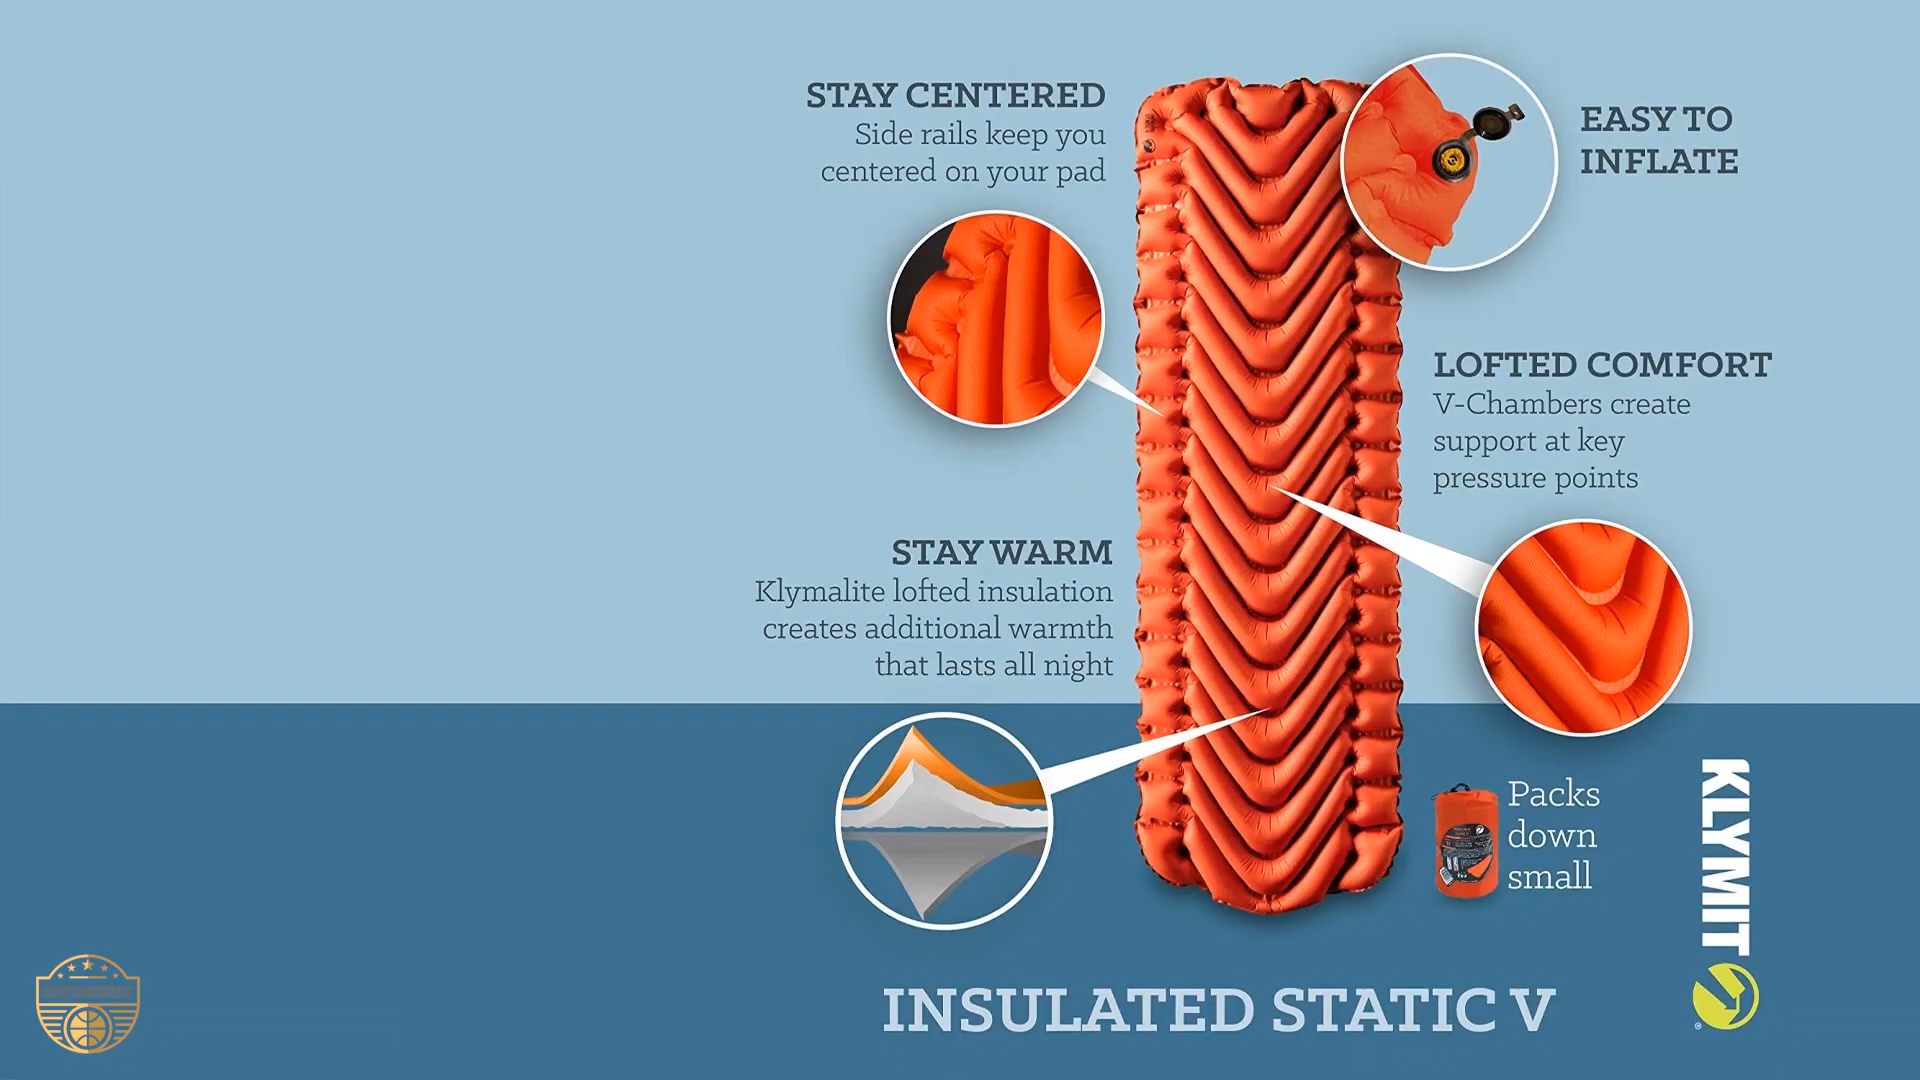 STAY CENTERED
Side rails keep you
centered on your pad
EASY TO
INFLATE
LOFTED COMFORT
V-Chambers create
support at key
pressure points
STAY WARM
Klymalite lofted insulation
creates additional warmth
that lasts all night
Packs
down
small
KLYMIT
®
INSULATED STATIC V